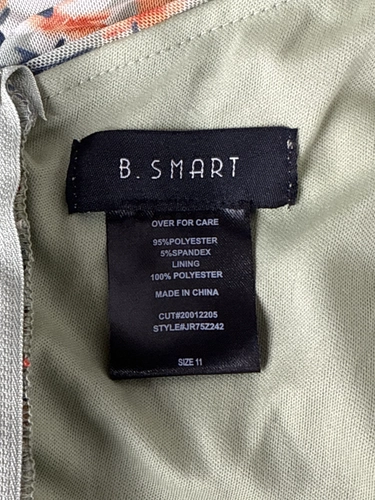 B. SMART
OVER FOR CARE
95%POLYESTER
5%SPANDEX
LINING
100% POLYESTER
MADE IN CHINA
CUT#20012205
STYLE#JR75Z242
SIZE 11